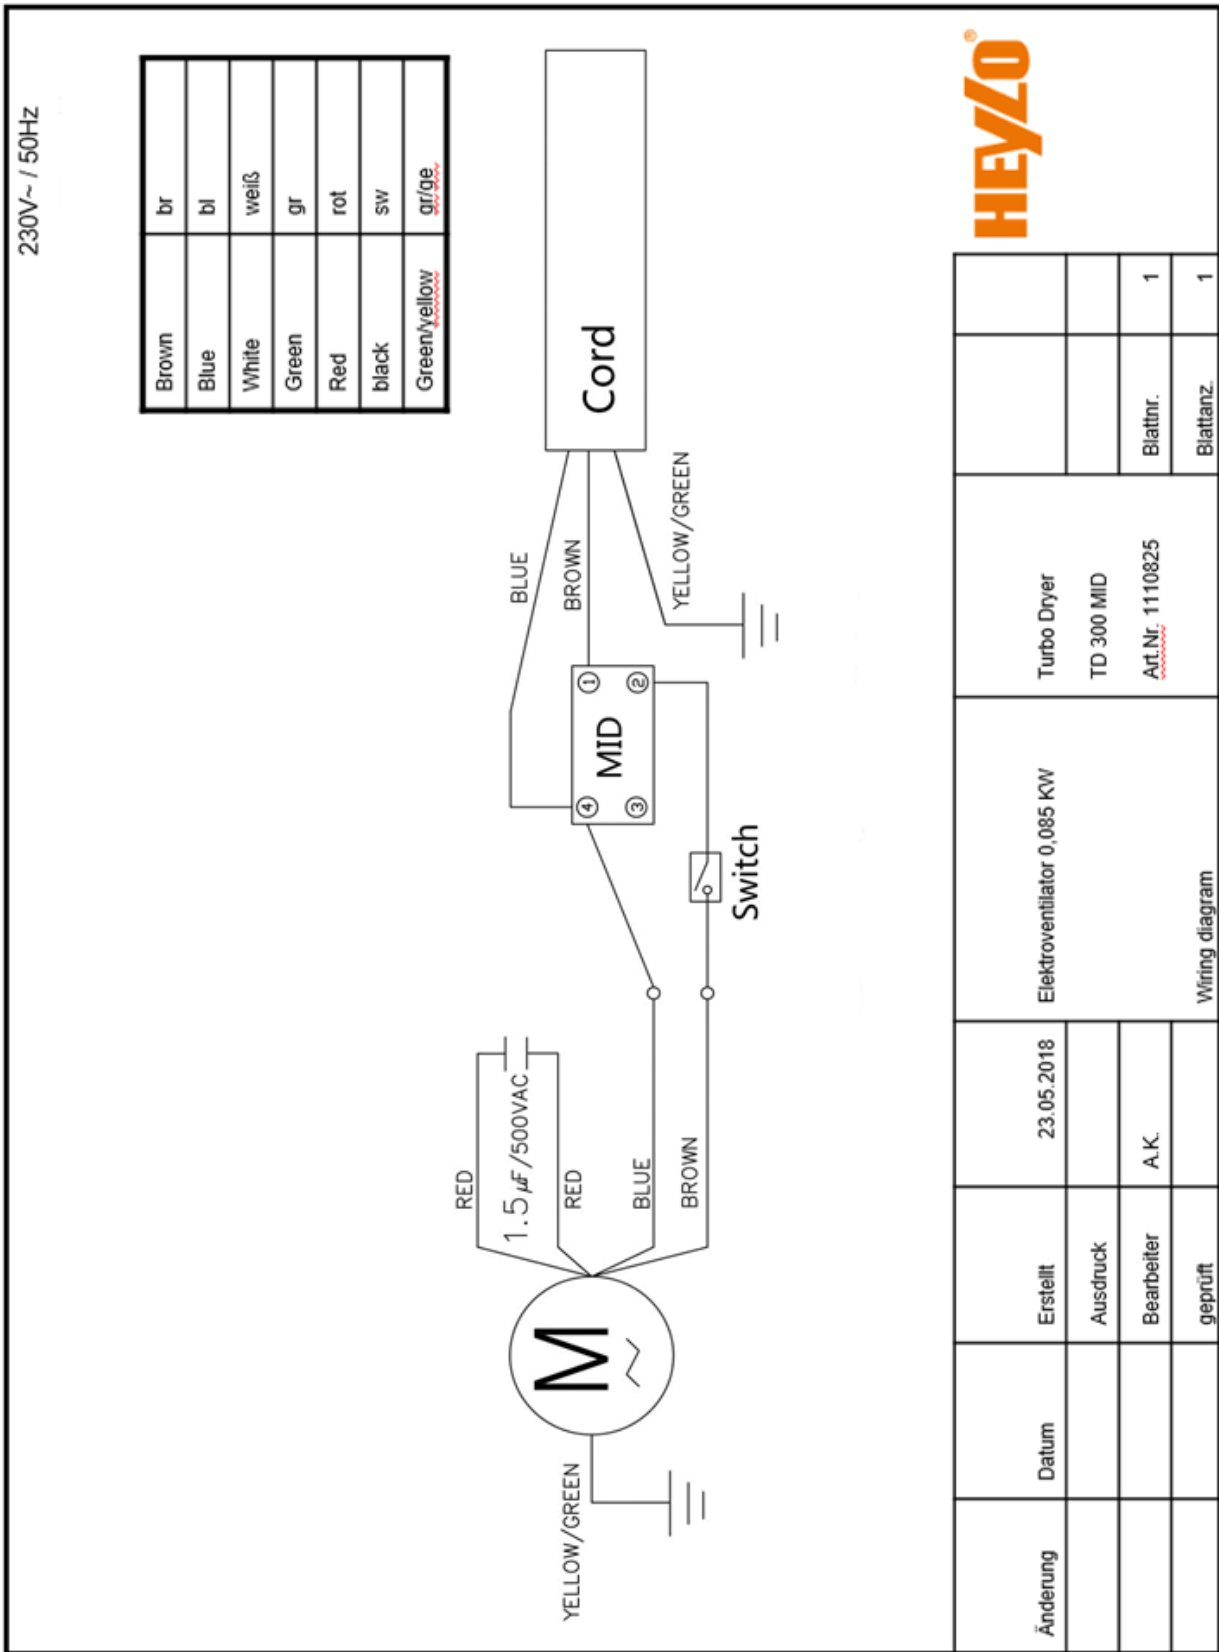 230V~ / 50Hz
Brown br
Blue bl
White weiß
Green gr
Red rot
black sw
Green/yellow gr/ge
RED
1.5 µF/500VAC
RED
BLUE
BROWN
YELLOW/GREEN
M
~
Switch
MID
4
1
3
2
BLUE
BROWN
YELLOW/GREEN
Cord
HEYLO®
Änderung Datum Erstellt 23.05.2018 Elektroventilator 0,085 KW Turbo Dryer
Ausdruck TD 300 MID
Bearbeiter A.K. Art.Nr. 1110825 Blattnr. 1
geprüft Wiring diagram Blattanz. 1